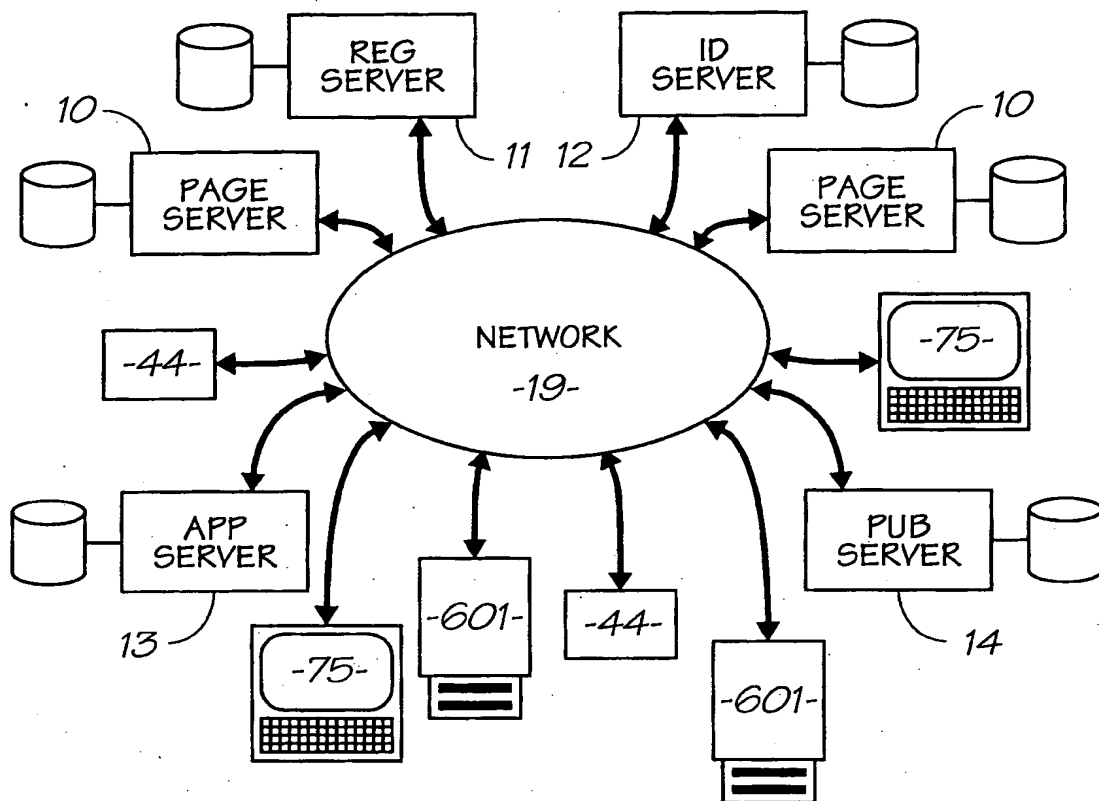 REG
SERVER
ID
SERVER
10
11
12
10
PAGE
SERVER
PAGE
SERVER
NETWORK
-19-
-75-
-44-
APP
SERVER
PUB
SERVER
-601-
-44-
13
14
-75-
-601-